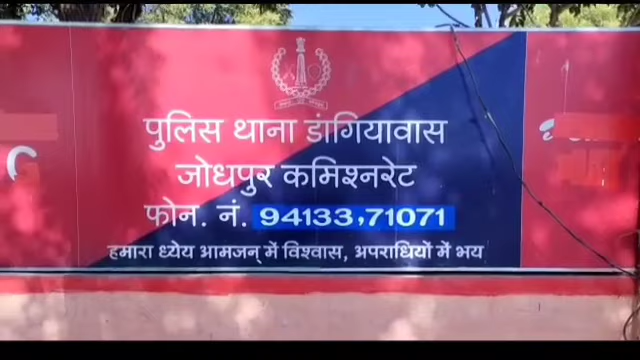 पुलिस थाना डांगियावास
जोधपुर कमिश्नरेट
फोन. नं. 94133,71071
हमारा ध्येय आमजन् में विश्वास, अपराधियों में भय